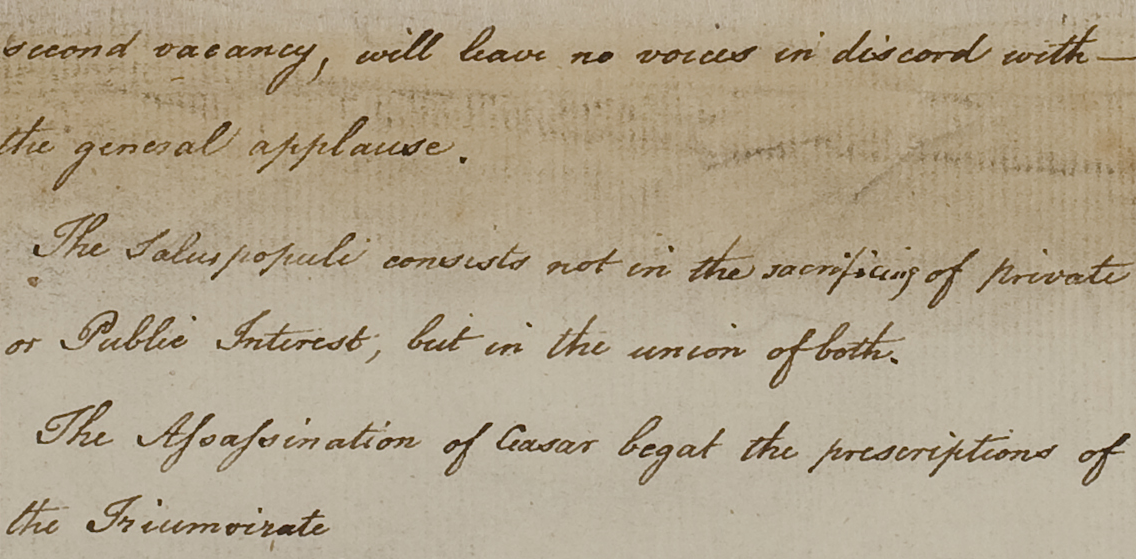 second vacancy, will leave no voices in discord with—
the general applause.
The Salus populi consists not in the sacrificing of private
or Public Interest, but in the union of both.
The Assassination of Ceasar begat the prescriptions of
the Triumvirate